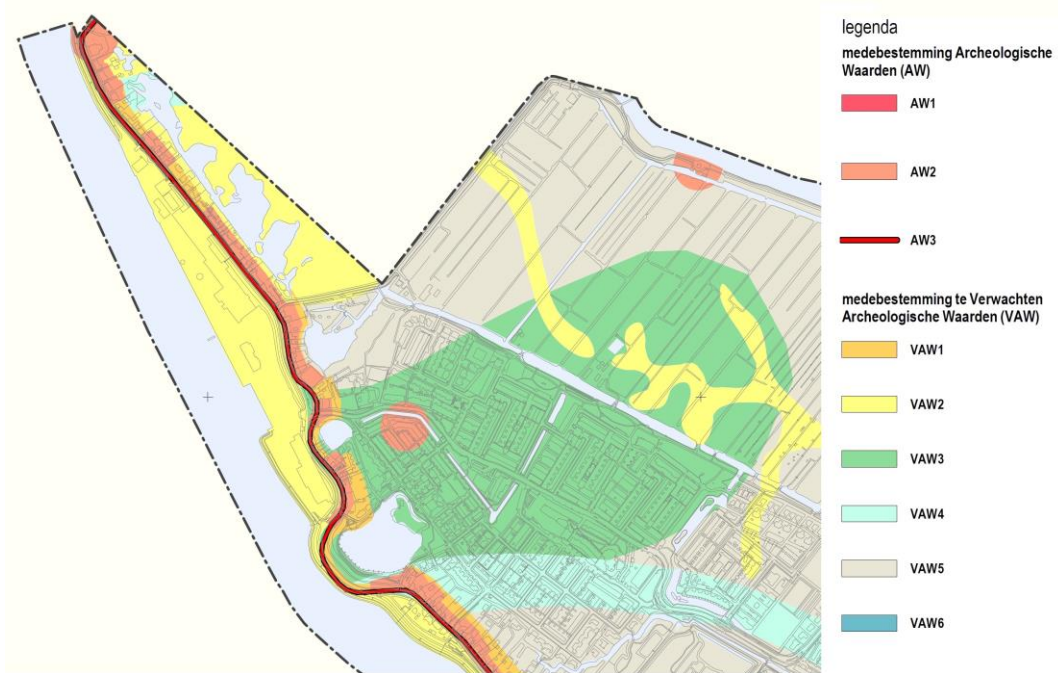 legenda
medebestemming Archeologische
Waarden (AW)
AW1
AW2
AW3
medebestemming te Verwachten
Archeologische Waarden (VAW)
VAW1
VAW2
VAW3
VAW4
VAW5
VAW6